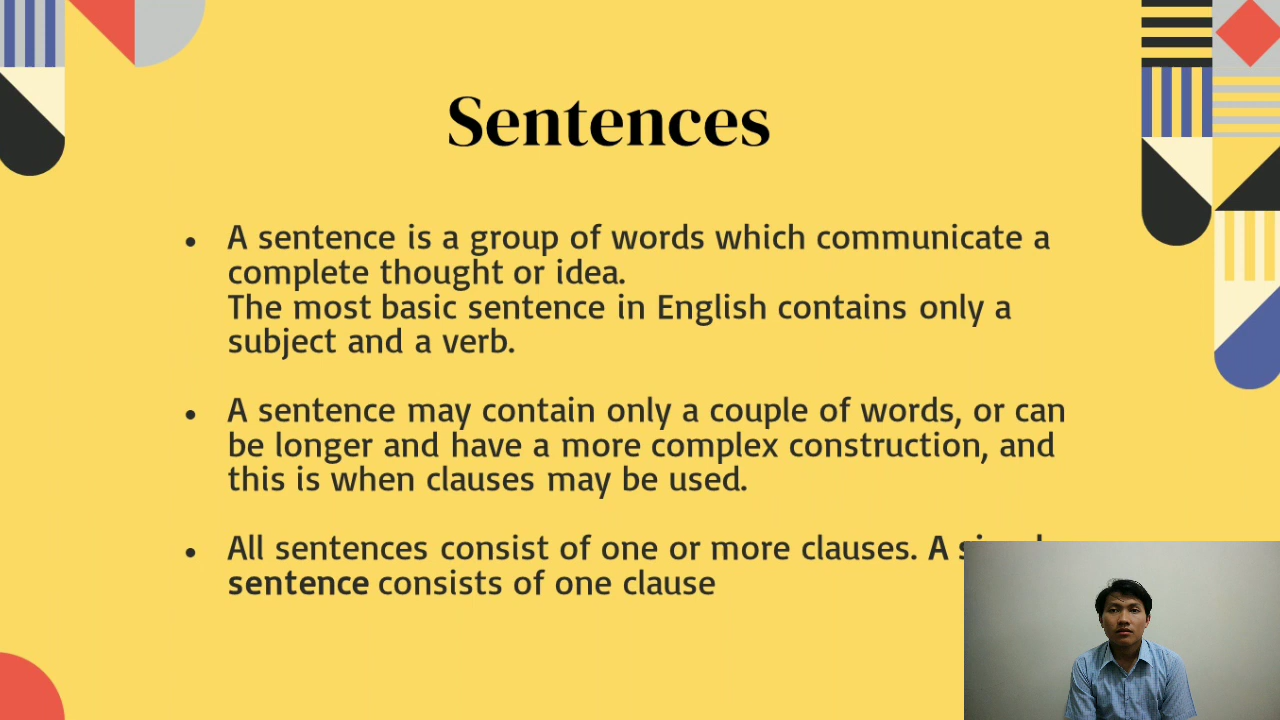 Sentences
• A sentence is a group of words which communicate a
complete thought or idea.
The most basic sentence in English contains only a
subject and a verb.
• A sentence may contain only a couple of words, or can
be longer and have a more complex construction, and
this is when clauses may be used.
• All sentences consist of one or more clauses. A
sentence consists of one clause